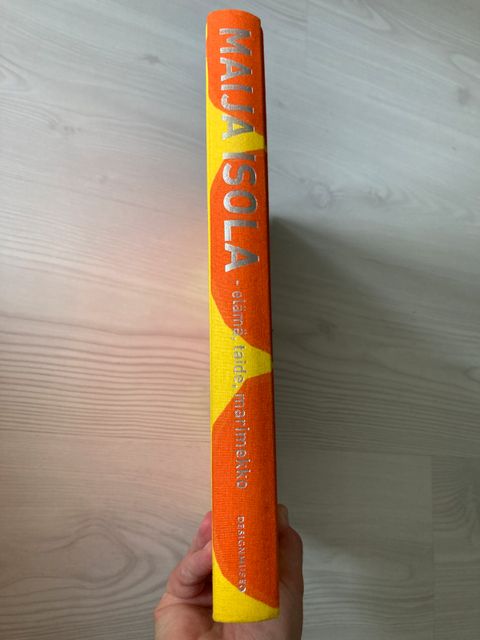 MAIJA ISOLA - elämä, taide, marimekko
DESIGNMUSEO